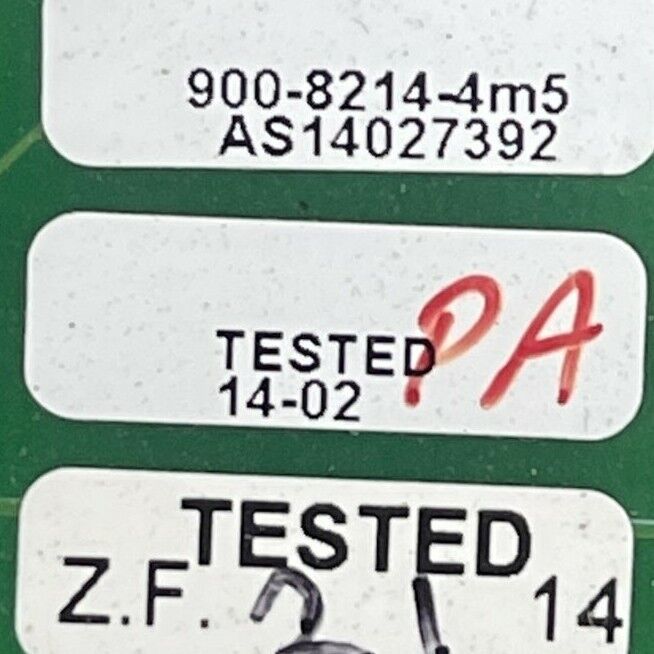 900-8214-4m5
AS14027392
TESTED PA
14-02
TESTED
Z.F. 14